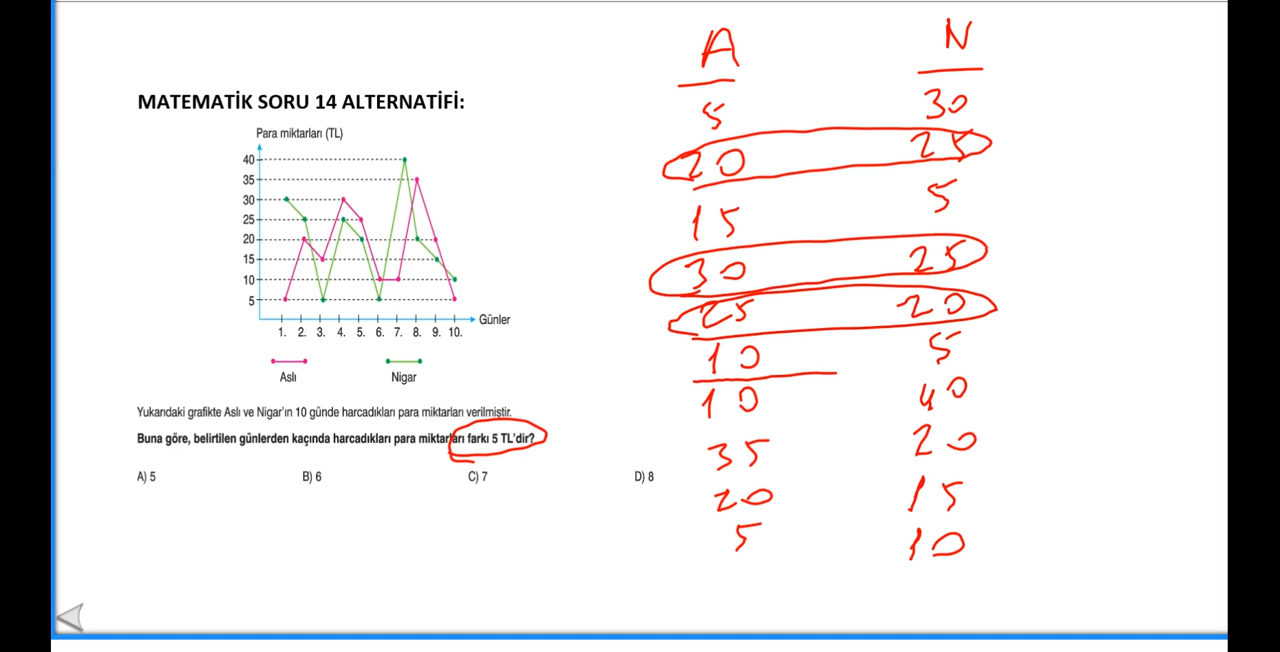 A N
5 30
MATEMATİK SORU 14 ALTERNATİFİ:
20 25
15 5
30 25
25 20
10 5
10 40
35 20
20 15
5 10
Para miktarları (TL)
40
35
30
25
20
15
10
5
1. 2. 3. 4. 5. 6. 7. 8. 9. 10.
Günler
Aslı Nigar
Yukarıdaki grafikte Aslı ve Nigar'ın 10 günde harcadıkları para miktarları verilmiştir.
Buna göre, belirtilen günlerden kaçında harcadıkları para miktarları farkı 5 TL'dir?
A) 5 B) 6 C) 7 D) 8